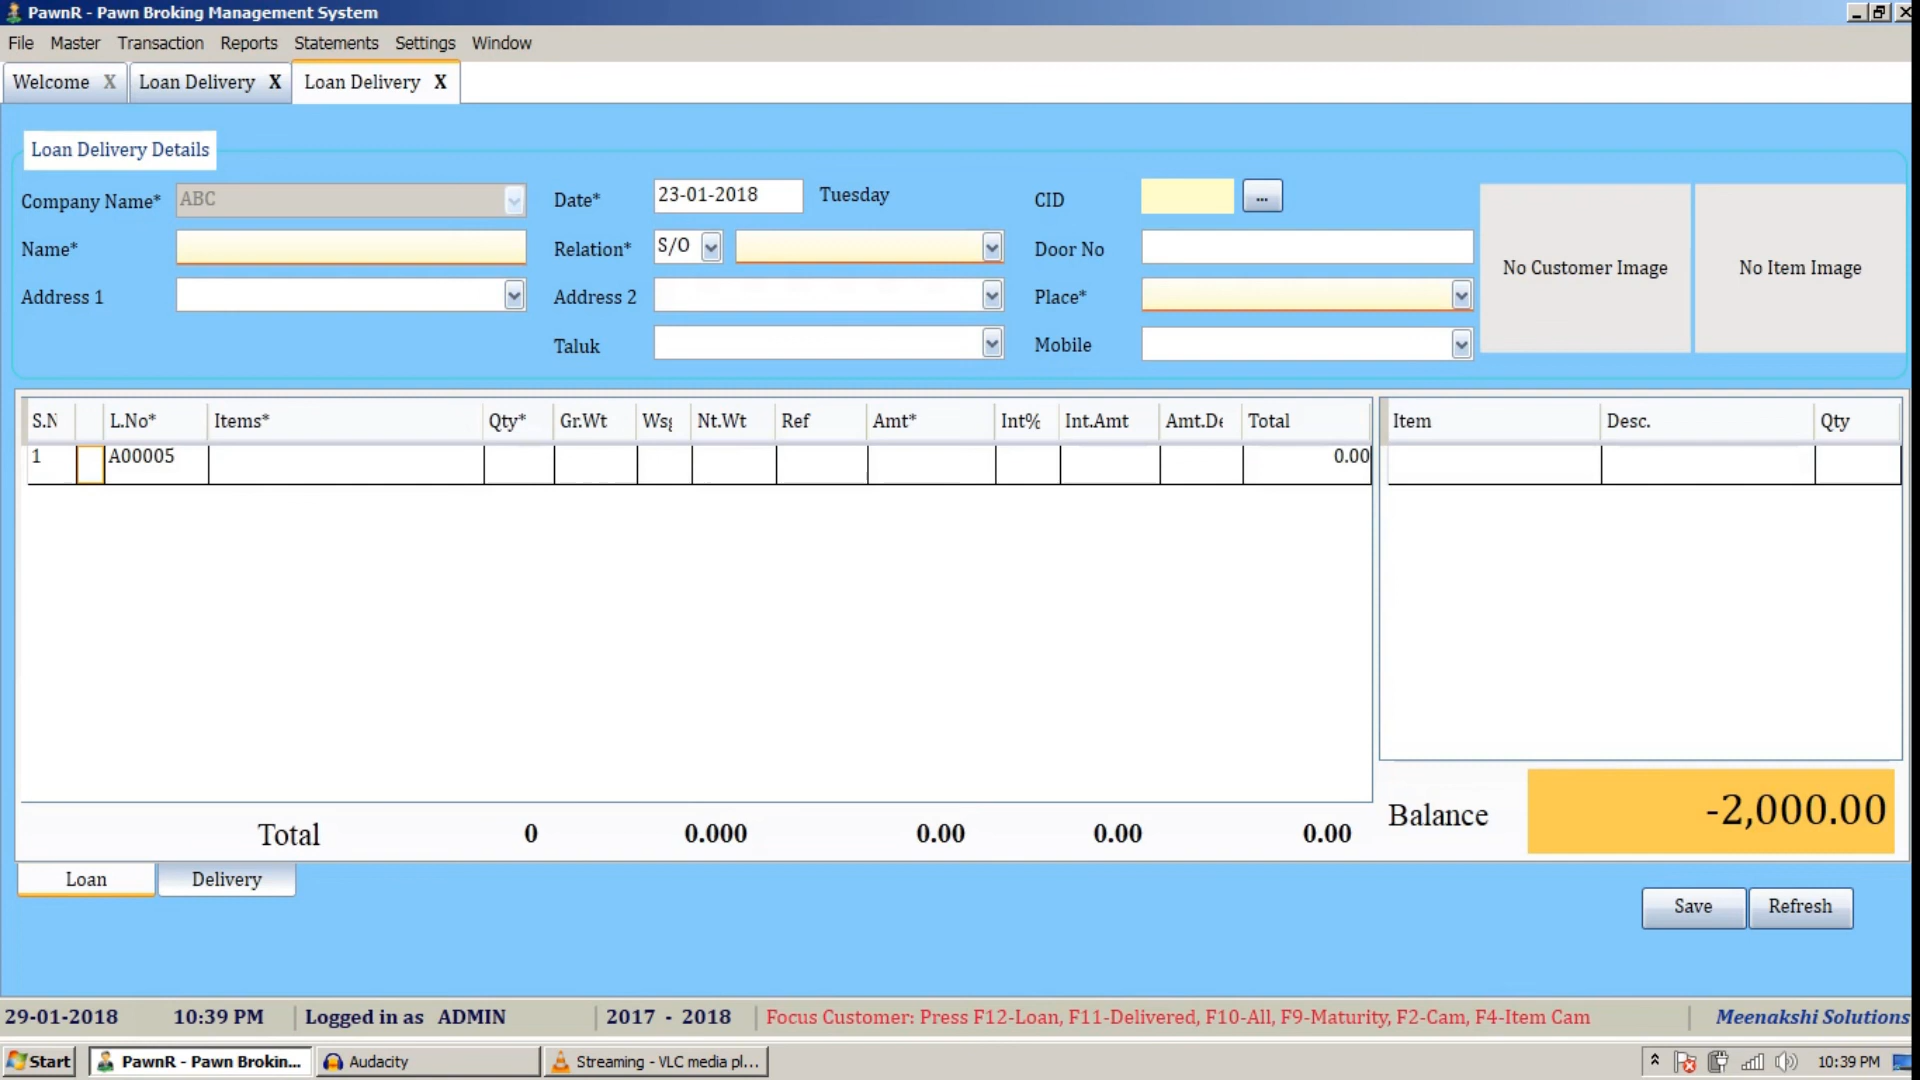 PawnR - Pawn Broking Management System
File Master Transaction Reports Statements Settings Window
Welcome X Loan Delivery X Loan Delivery X
Loan Delivery Details
Company Name* ABC Date* 23-01-2018 Tuesday CID ...
Name* Relation* S/O Door No
Address 1 Address 2 Place*
Taluk Mobile
No Customer Image No Item Image
S.N L.No* Items* Qty* Gr.Wt Wsg Nt.Wt Ref Amt* Int% Int.Amt Amt.De Total Item Desc. Qty
1 A00005 0.00
Total 0 0.000 0.00 0.00 0.00 Balance -2,000.00
Loan Delivery
Save Refresh
29-01-2018 10:39 PM Logged in as ADMIN 2017 - 2018 Focus Customer: Press F12-Loan, F11-Delivered, F10-All, F9-Maturity, F2-Cam, F4-Item Cam Meenakshi Solutions
Start PawnR - Pawn Brokin... Audacity Streaming - VLC media pl... 10:39 PM